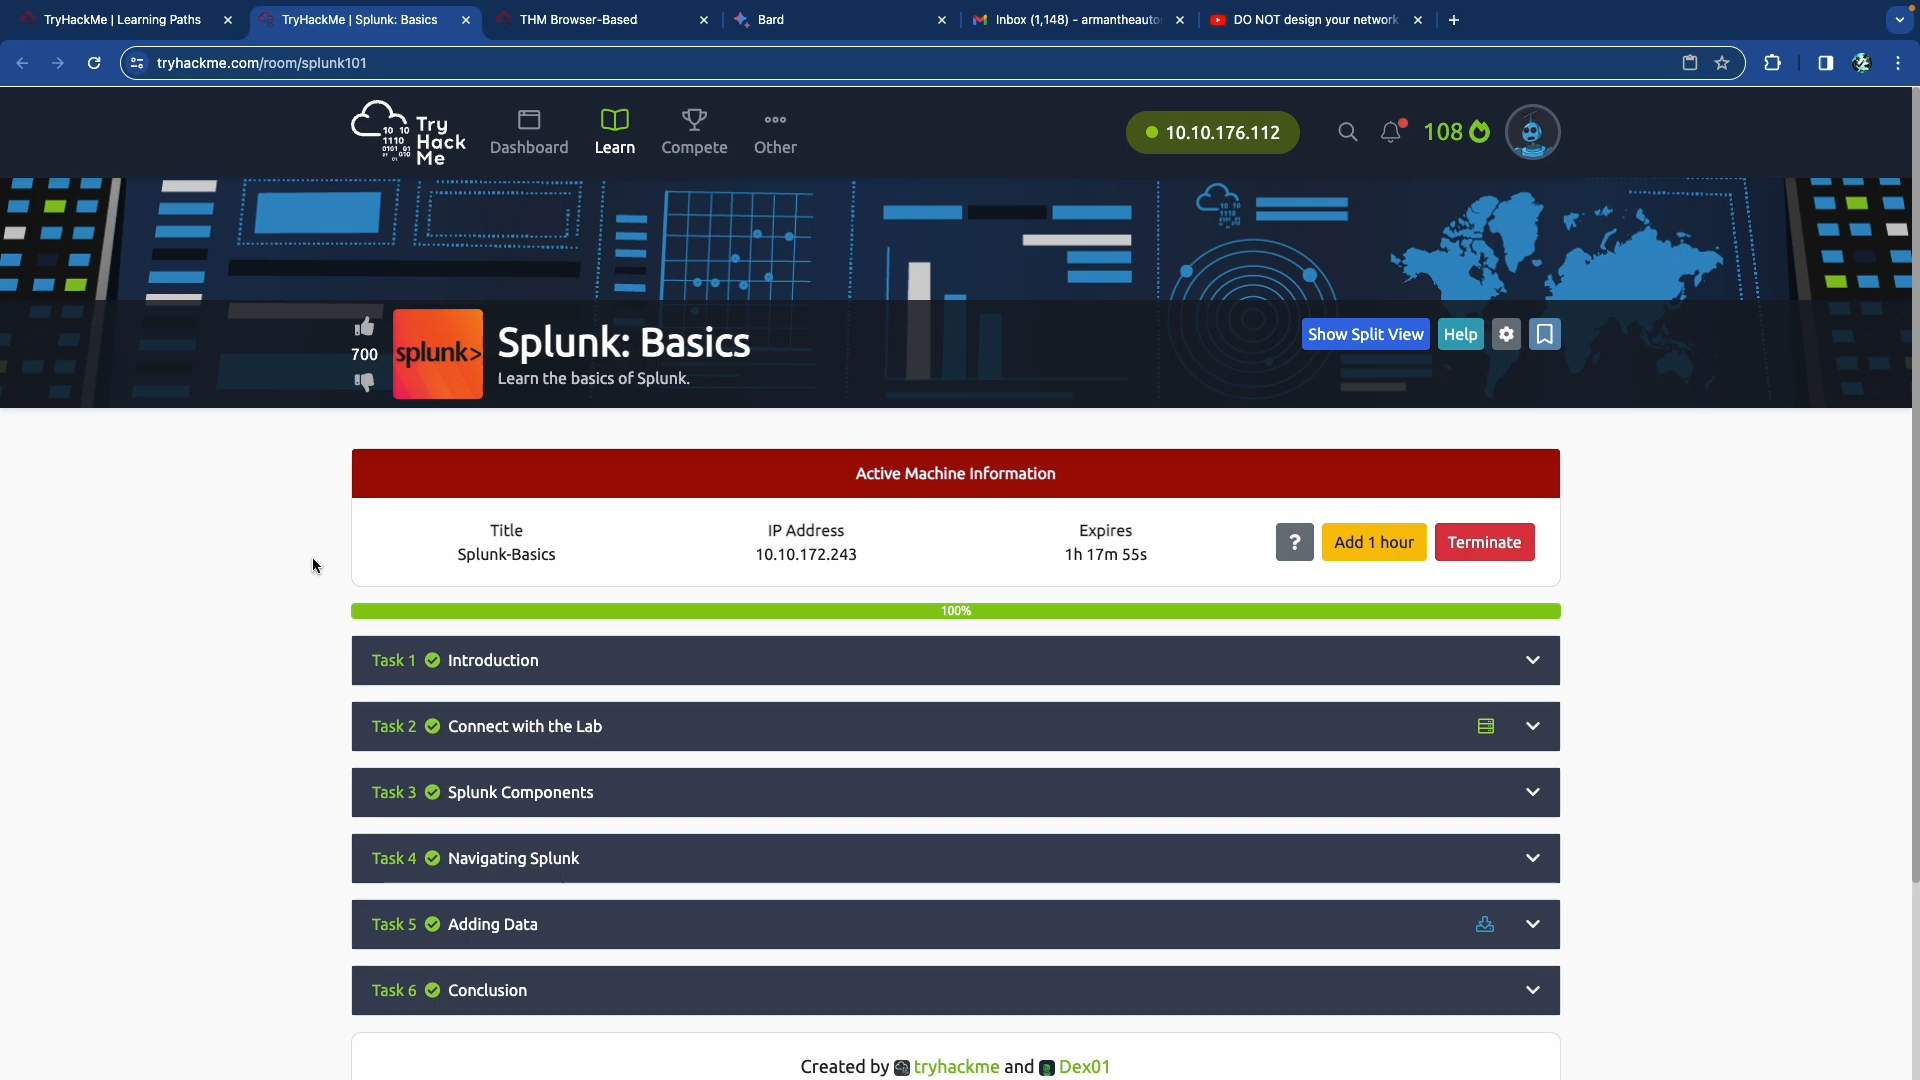 TryHackMe | Learning Paths
TryHackMe | Splunk: Basics
THM Browser-Based
Bard
Inbox (1,148) - armantheauto
DO NOT design your network
tryhackme.com/room/splunk101
Try
Hack
Me
Dashboard
Learn
Compete
Other
10.10.176.112
108
700
splunk>
Splunk: Basics
Learn the basics of Splunk.
Show Split View
Help
Active Machine Information
Title
Splunk-Basics
IP Address
10.10.172.243
Expires
1h 17m 55s
?
Add 1 hour
Terminate
100%
Task 1 Introduction
Task 2 Connect with the Lab
Task 3 Splunk Components
Task 4 Navigating Splunk
Task 5 Adding Data
Task 6 Conclusion
Created by tryhackme and Dex01